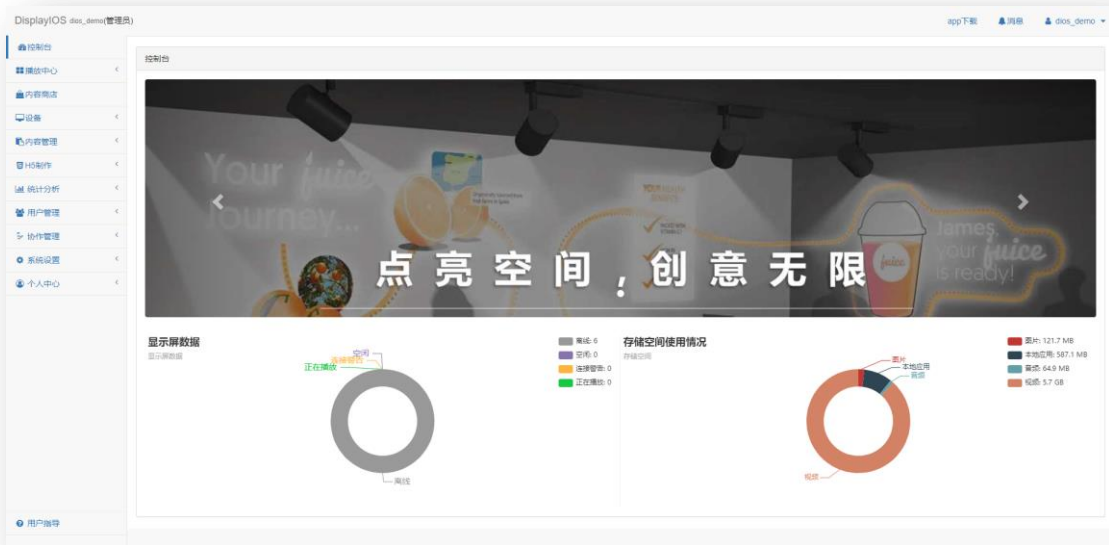 DisplayIOS dios_demo(管理员)
app下载
消息
dios_demo
控制台
播放中心
内容商店
设备
内容管理
H5制作
统计分析
用户管理
协作管理
系统设置
个人中心
用户指导
控制台
Your juice
Journey...
YOUR HEALTH
BENEFITS
James,
your juice
is ready!
juice
点亮空间，创意无限
显示屏数据
显示屏数据
空闲
连接警告
正在播放
离线
离线: 6
空闲: 0
连接警告: 0
正在播放: 0
存储空间使用情况
存储空间
图片
本地应用
音频
视频
图片: 121.7 MB
本地应用: 587.1 MB
音频: 64.9 MB
视频: 5.7 GB